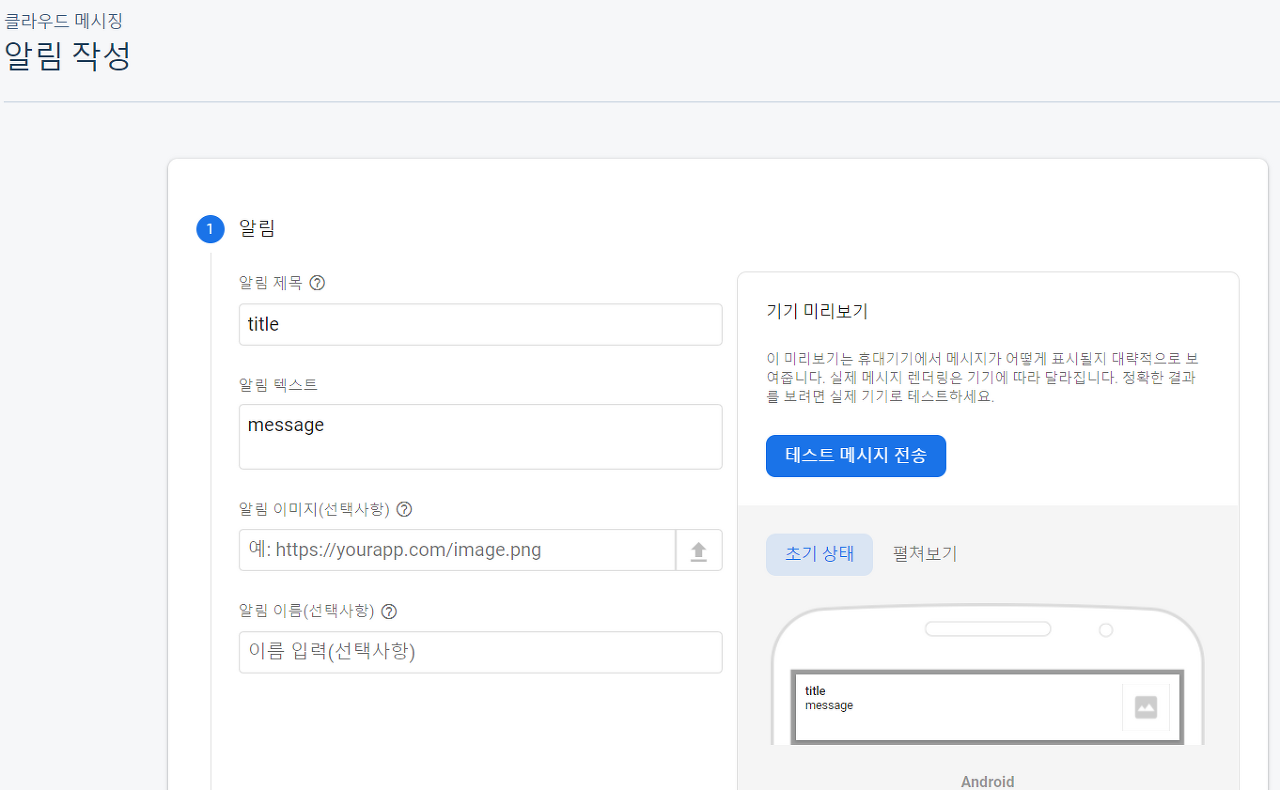 클라우드 메시징
알림 작성
1 알림
알림 제목 ?
title
알림 텍스트
message
알림 이미지(선택사항) ?
예: https://yourapp.com/image.png
알림 이름(선택사항) ?
이름 입력(선택사항)
기기 미리보기
이 미리보기는 휴대기기에서 메시지가 어떻게 표시될지 대략적으로 보
여줍니다. 실제 메시지 렌더링은 기기에 따라 달라집니다. 정확한 결과
를 보려면 실제 기기로 테스트하세요.
테스트 메시지 전송
초기 상태 펼쳐보기
title
message
Android